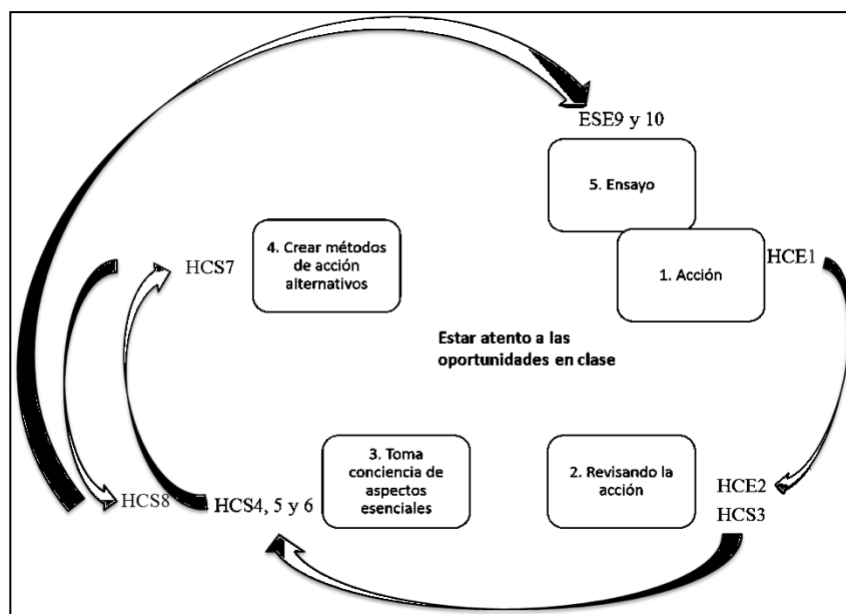 ESE9 y 10
5. Ensayo
4. Crear métodos
de acción
alternativos
HCS7
1. Acción
HCE1
Estar atento a las
oportunidades en clase
3. Toma
conciencia de
aspectos
esenciales
2. Revisando la
acción
HCE2
HCS3
HCS8
HCS4, 5 y 6